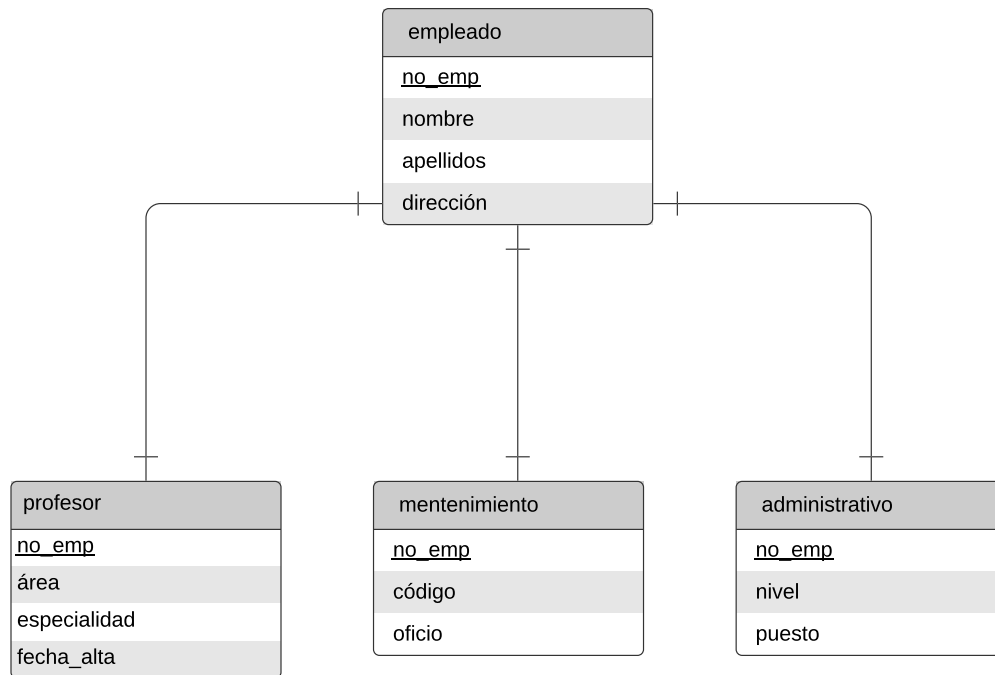 empleado
no_emp
nombre
apellidos
dirección
profesor
no_emp
área
especialidad
fecha_alta
mentenimiento
no_emp
código
oficio
administrativo
no_emp
nivel
puesto